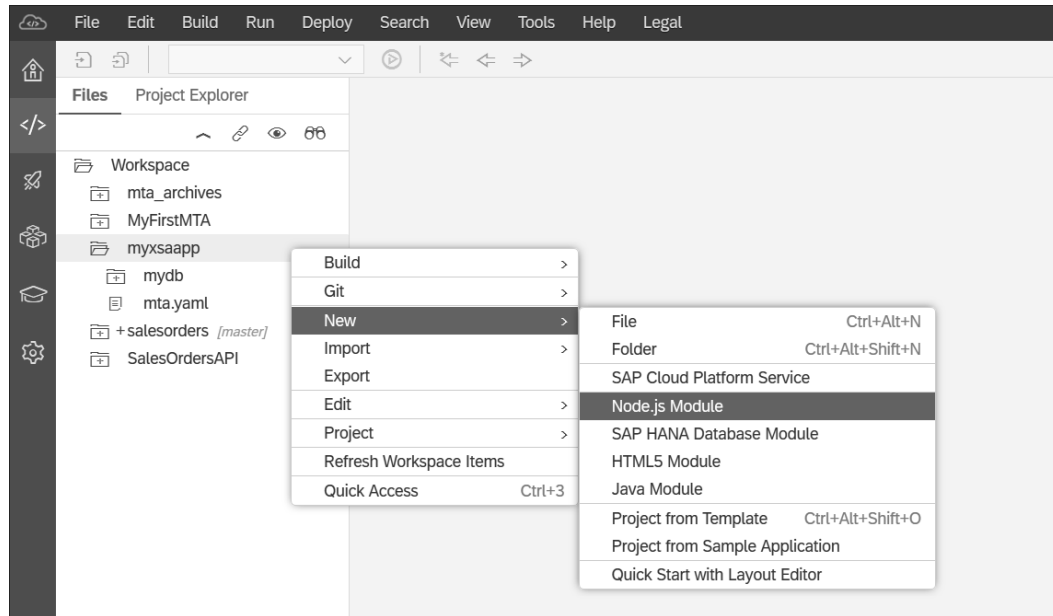 File Edit Build Run Deploy Search View Tools Help Legal
Files Project Explorer
Workspace
mta_archives
MyFirstMTA
myxsaapp
mydb
mta.yaml
+ salesorders [master]
SalesOrdersAPI
Build
Git
New
Import
Export
Edit
Project
Refresh Workspace Items
Quick Access Ctrl+3
File Ctrl+Alt+N
Folder Ctrl+Alt+Shift+N
SAP Cloud Platform Service
Node.js Module
SAP HANA Database Module
HTML5 Module
Java Module
Project from Template Ctrl+Alt+Shift+O
Project from Sample Application
Quick Start with Layout Editor